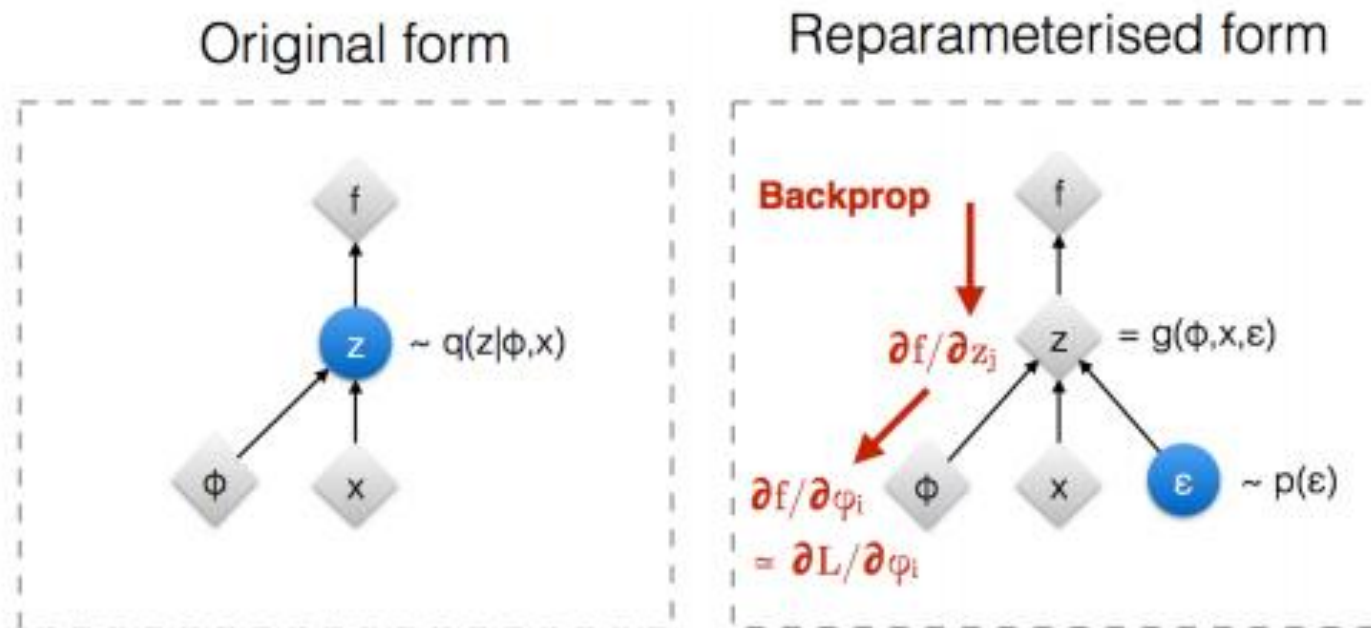 Original form
f
z ~ q(z|ϕ,x)
ϕ x
Reparameterised form
Backprop f
∂f/∂zⱼ z = g(ϕ,x,ε)
∂f/∂φᵢ ϕ x ε ~ p(ε)
= ∂L/∂φᵢ